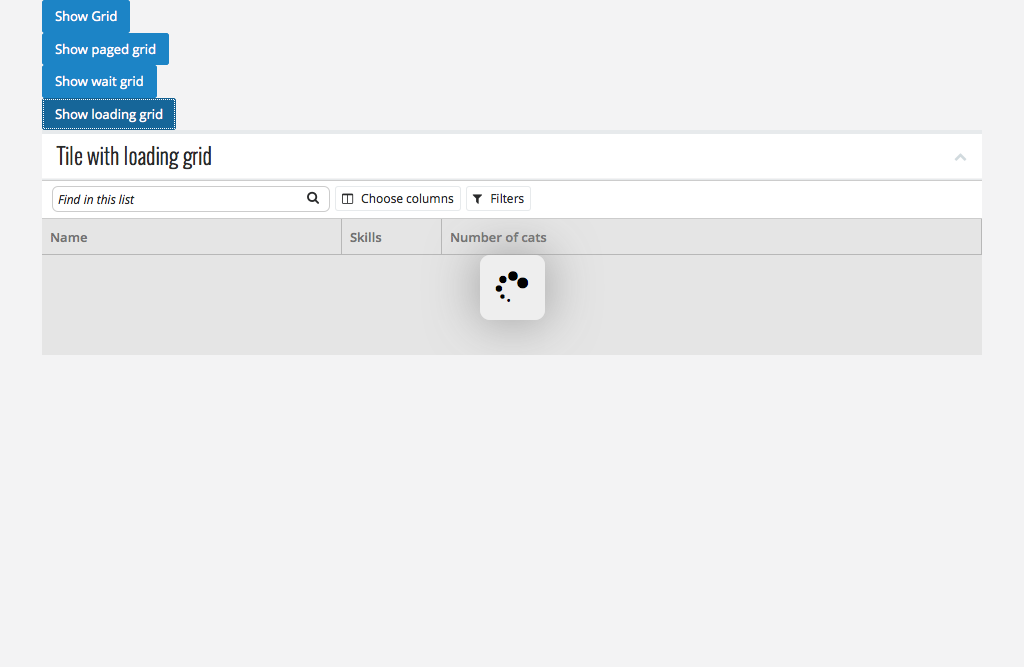 Show Grid
Show paged grid
Show wait grid
Show loading grid
Tile with loading grid
Find in this list Choose columns Filters
Name Skills Number of cats